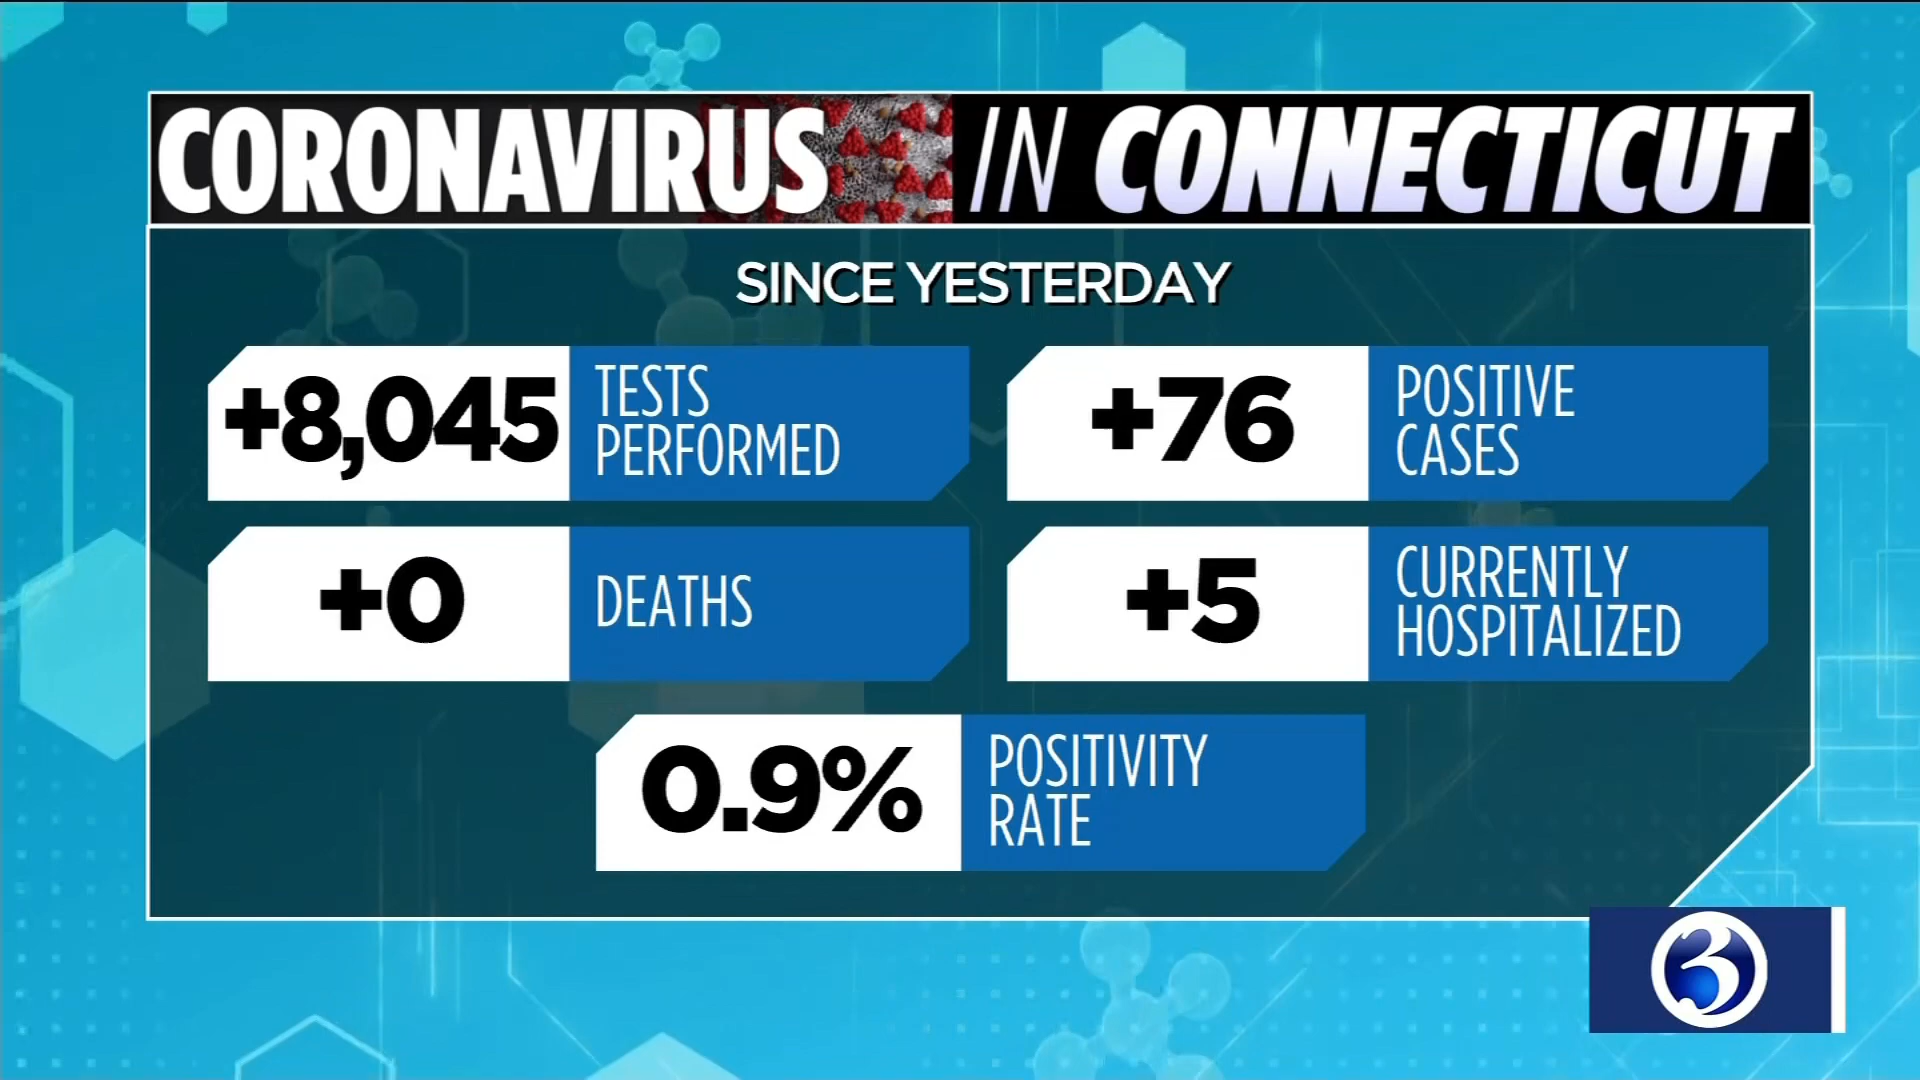 CORONAVIRUS IN CONNECTICUT
SINCE YESTERDAY
+8,045 TESTS
PERFORMED
+76 POSITIVE
CASES
+0 DEATHS
+5 CURRENTLY
HOSPITALIZED
0.9% POSITIVITY
RATE
3